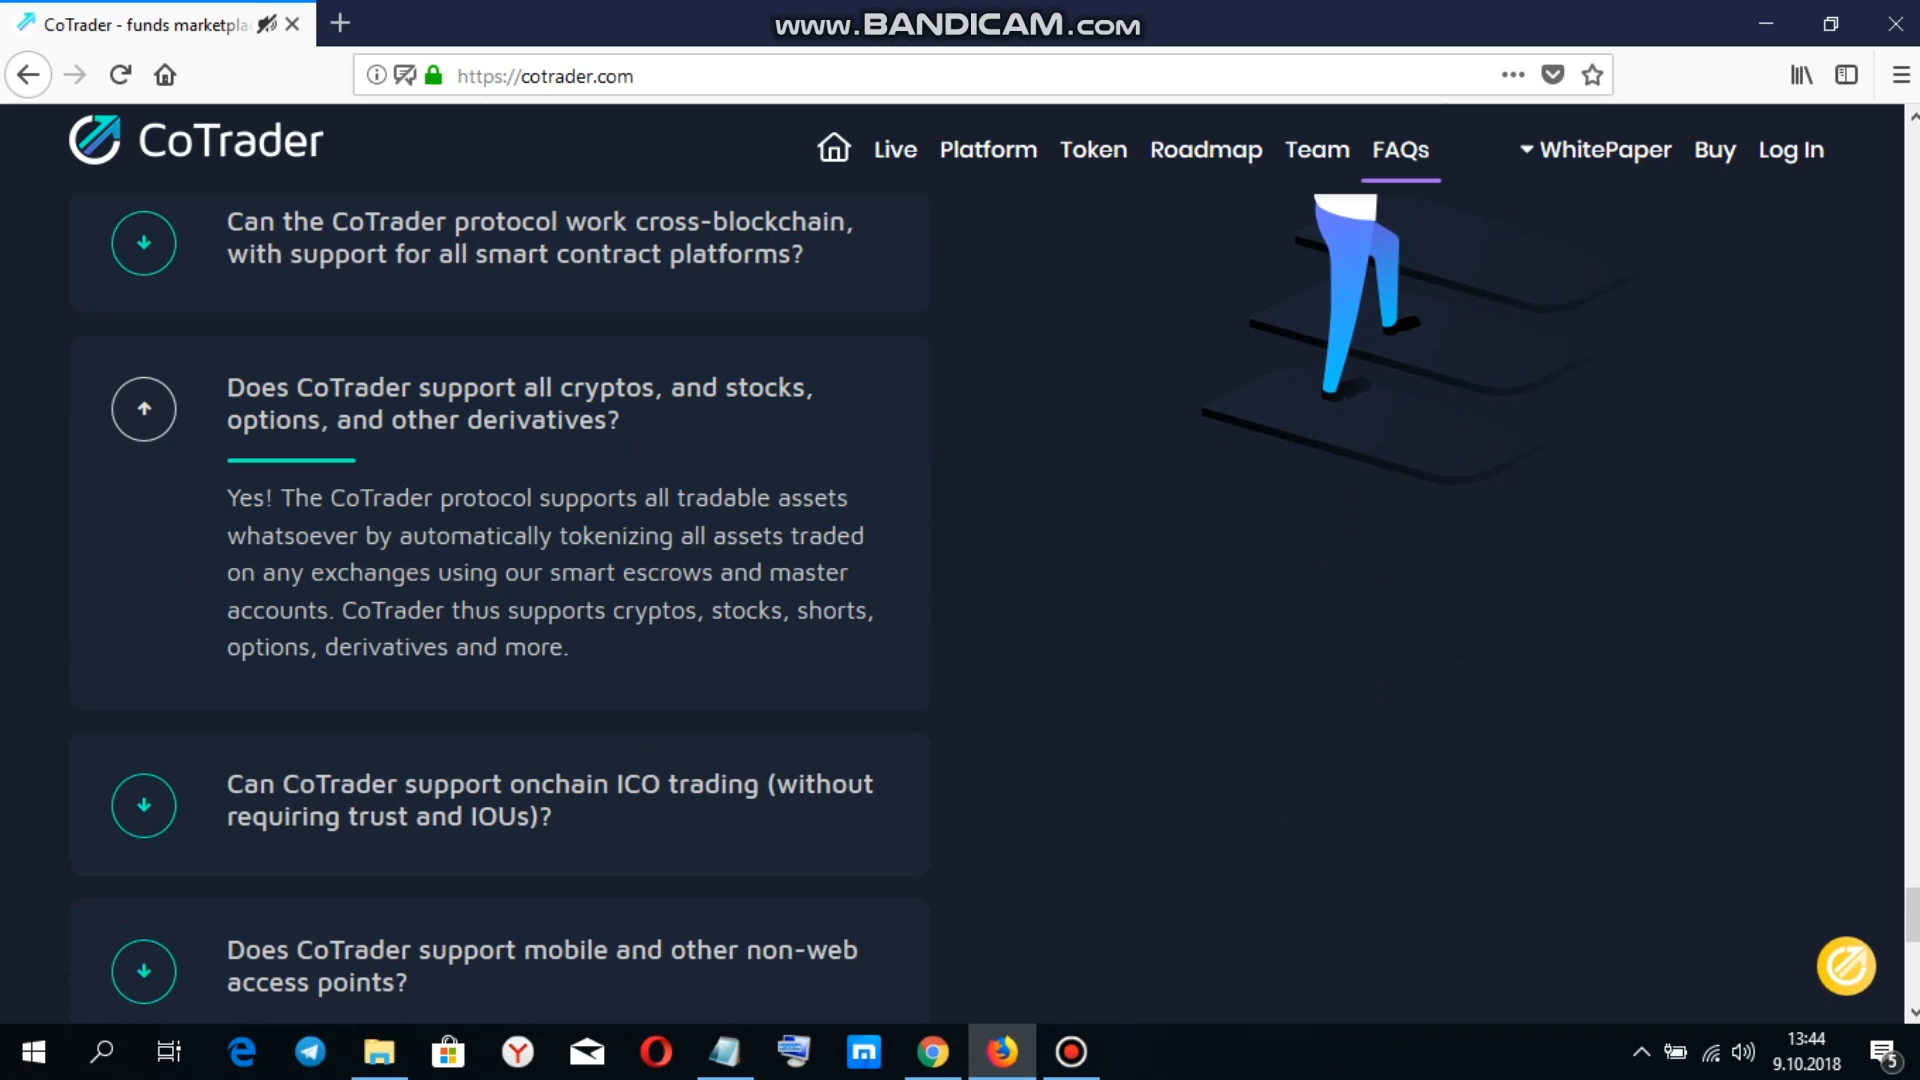 CoTrader - funds marketpla
www.BANDICAM.com
https://cotrader.com
CoTrader
Live
Platform
Token
Roadmap
Team
FAQs
WhitePaper
Buy
Log In
Can the CoTrader protocol work cross-blockchain,
with support for all smart contract platforms?
Does CoTrader support all cryptos, and stocks,
options, and other derivatives?
Yes! The CoTrader protocol supports all tradable assets
whatsoever by automatically tokenizing all assets traded
on any exchanges using our smart escrows and master
accounts. CoTrader thus supports cryptos, stocks, shorts,
options, derivatives and more.
Can CoTrader support onchain ICO trading (without
requiring trust and IOUs)?
Does CoTrader support mobile and other non-web
access points?
13:44
9.10.2018
5